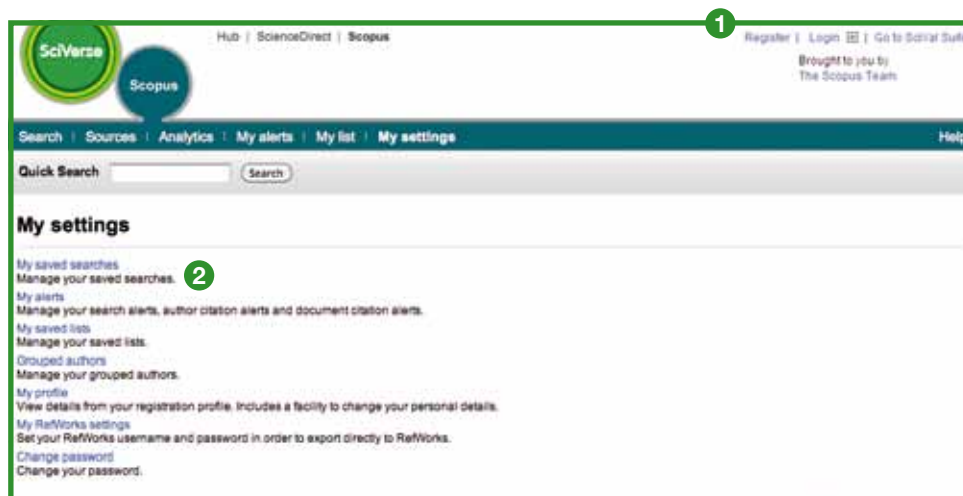 SciVerse
Scopus
Hub | ScienceDirect | Scopus
1
Register | Login | Go to SciVal Suite
Brought to you by
The Scopus Team
Search | Sources | Analytics | My alerts | My list | My settings
Help
Quick Search
Search
My settings
My saved searches
Manage your saved searches.
2
My alerts
Manage your search alerts, author citation alerts and document citation alerts.
My saved lists
Manage your saved lists.
Grouped authors
Manage your grouped authors.
My profile
View details from your registration profile. Includes a facility to change your personal details.
My RefWorks settings
Set your RefWorks username and password in order to export directly to RefWorks.
Change password
Change your password.